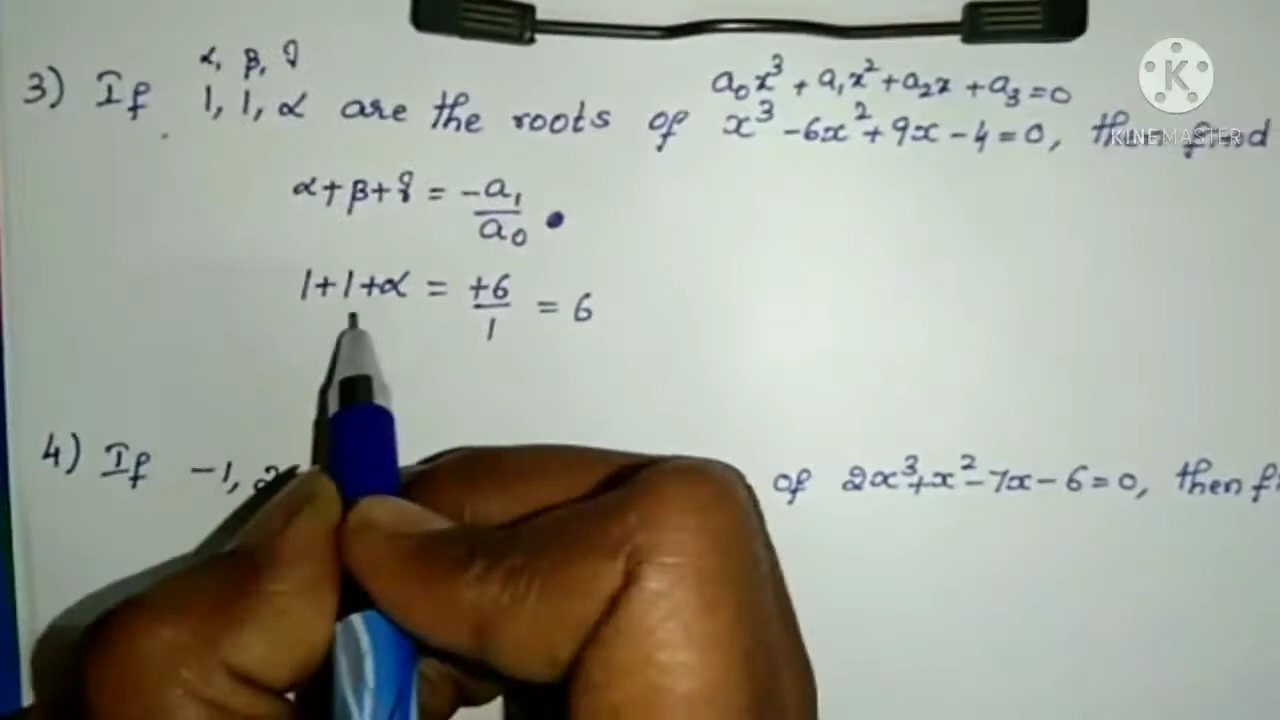 α, β, γ
a₀x³ + a₁x² + a₂x + a₃ = 0
3) If 1, 1, α are the roots of x³ - 6x² + 9x - 4 = 0, then find
K
KINEMASTER
α + β + γ = -a₁/a₀
1 + 1 + α = +6/1 = 6
4) If -1, 2 of 2x³ + x² - 7x - 6 = 0, then